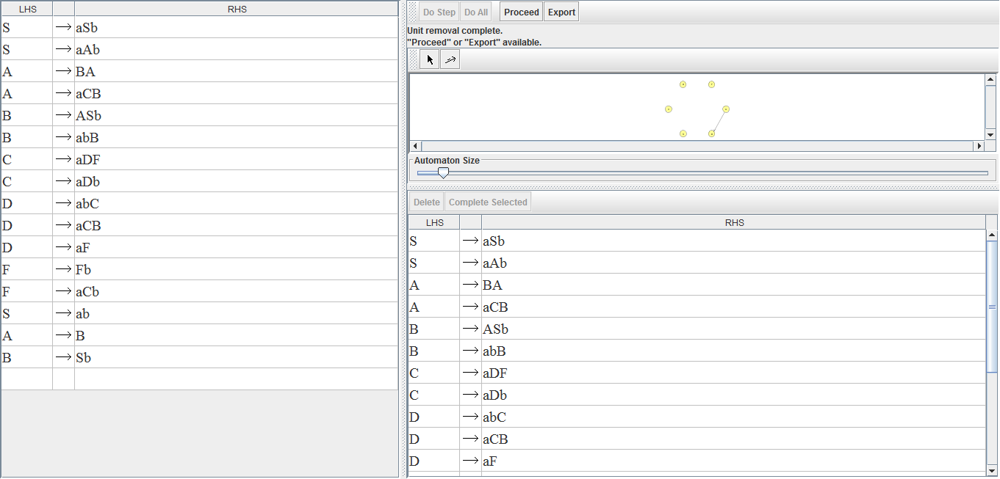 LHS RHS
S → aSb
S → aAb
A → BA
A → aCB
B → ASb
B → abB
C → aDF
C → aDb
D → abC
D → aCB
D → aF
F → Fb
F → aCb
S → ab
A → B
B → Sb
Do Step Do All Proceed Export
Unit removal complete.
"Proceed" or "Export" available.
Automaton Size
Delete Complete Selected
LHS RHS
S → aSb
S → aAb
A → BA
A → aCB
B → ASb
B → abB
C → aDF
C → aDb
D → abC
D → aCB
D → aF